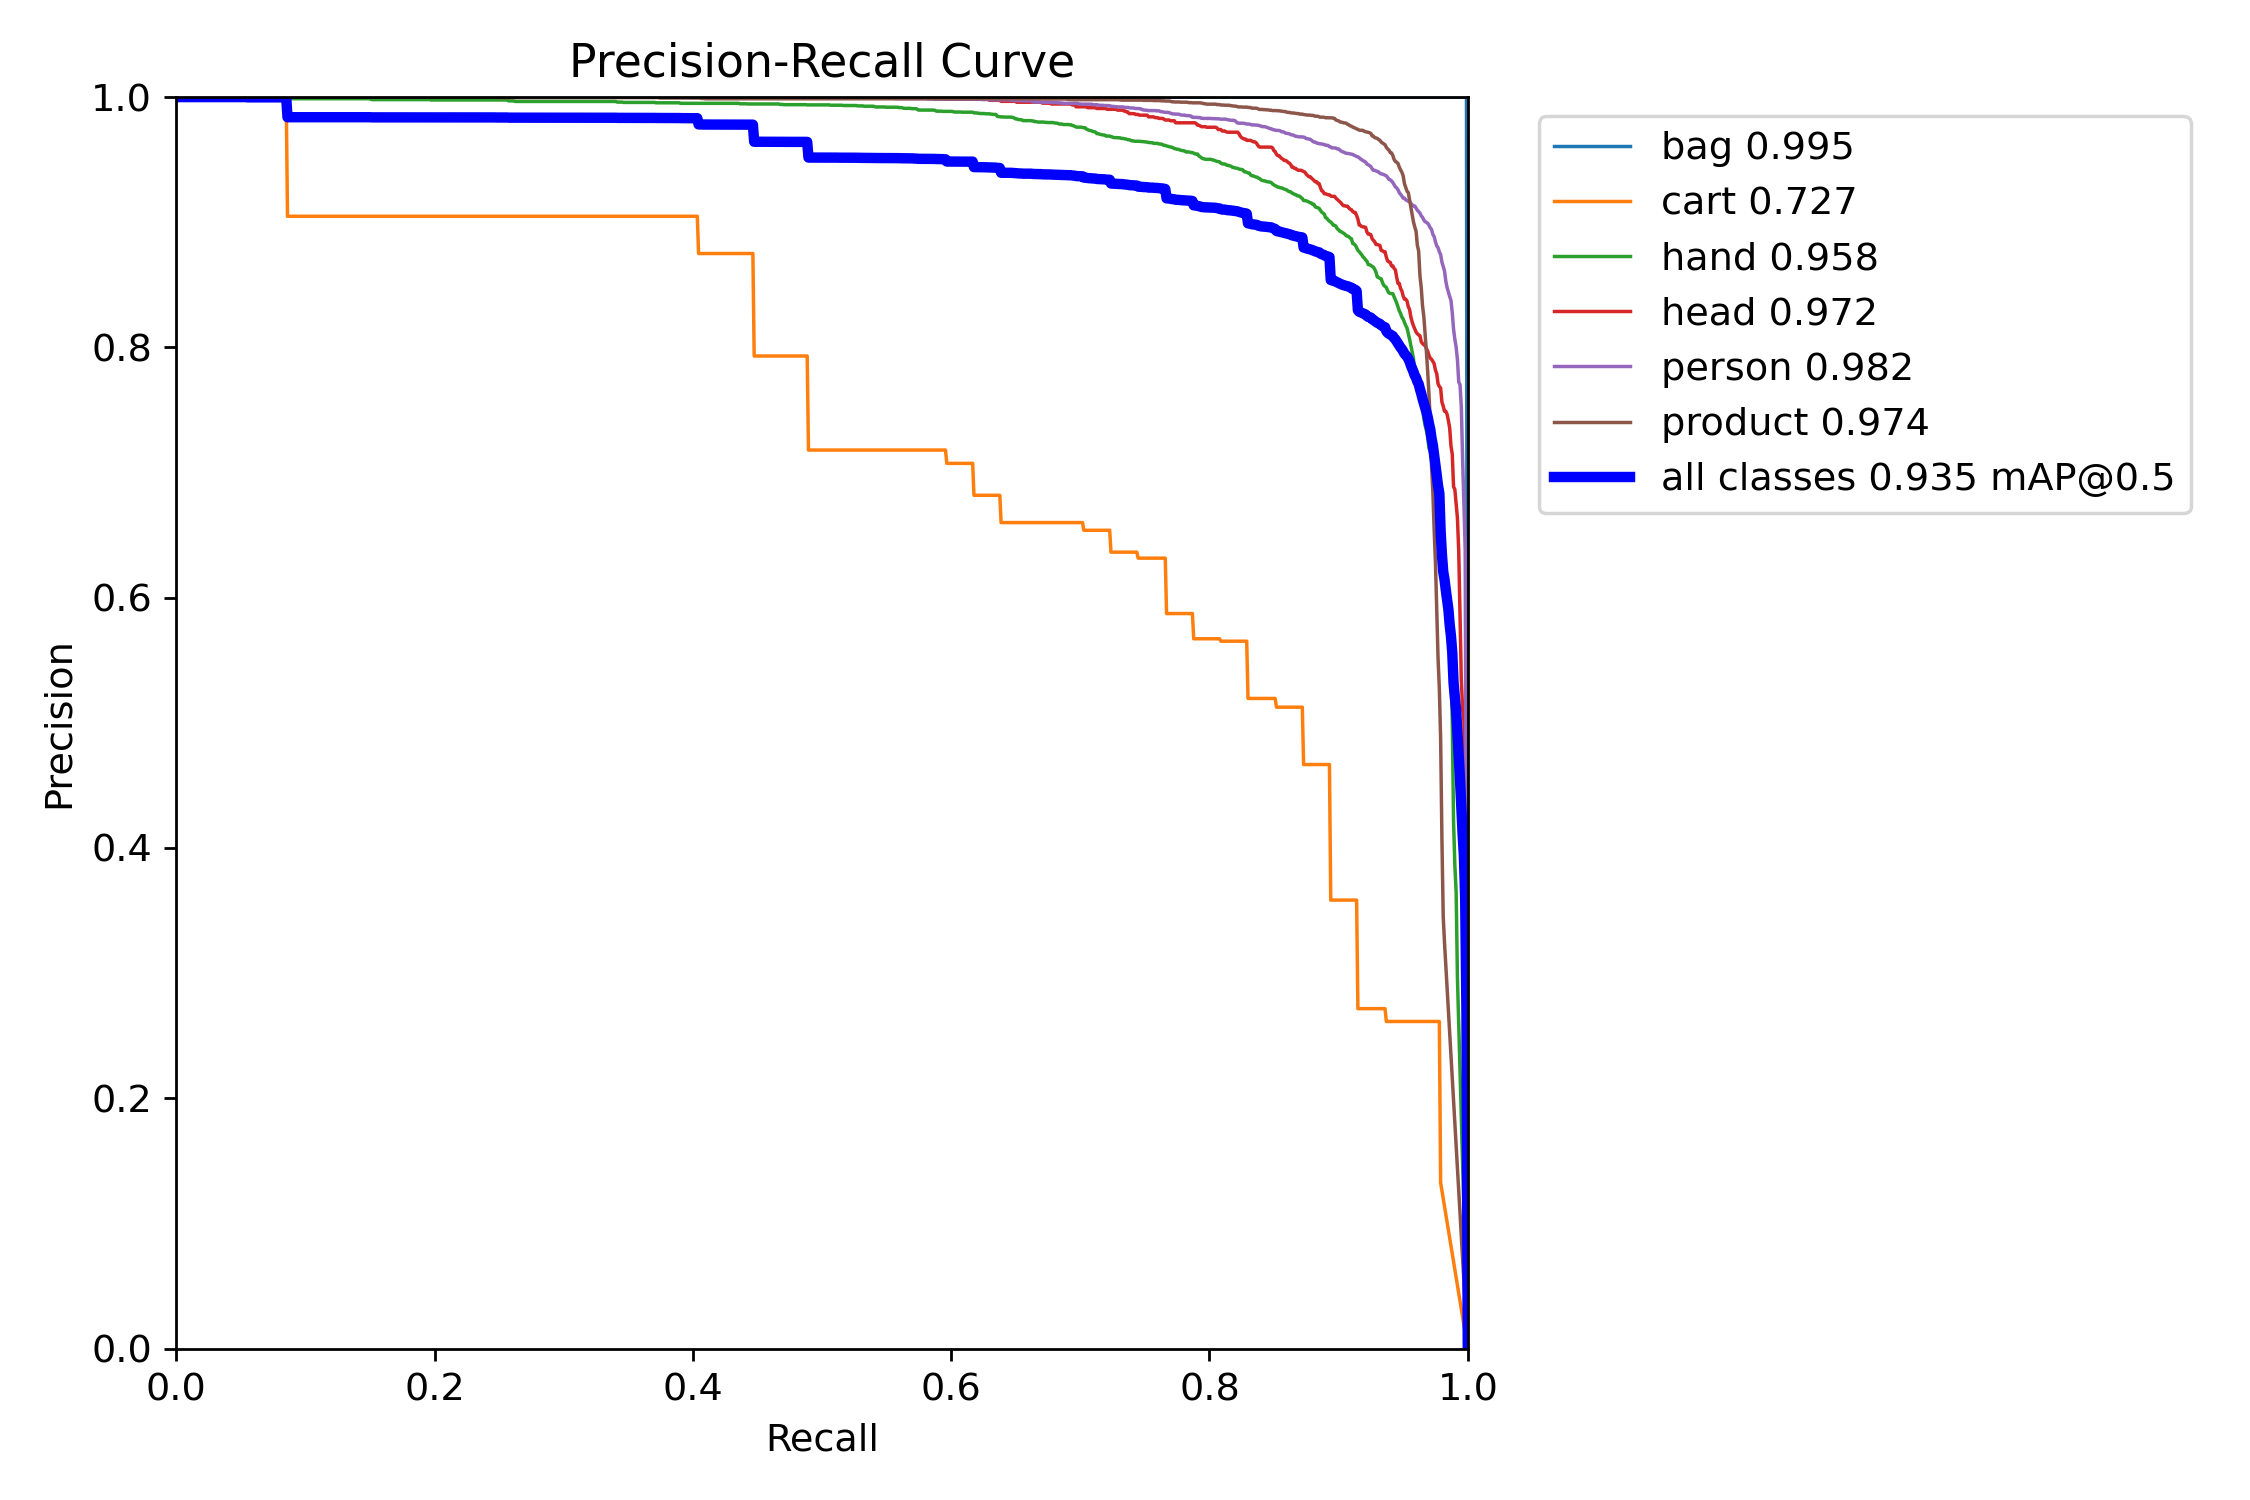 Precision-Recall Curve
1.0
0.8
0.6
0.4
0.2
0.0
Precision
0.0 0.2 0.4 0.6 0.8 1.0
Recall
bag 0.995
cart 0.727
hand 0.958
head 0.972
person 0.982
product 0.974
all classes 0.935 mAP@0.5